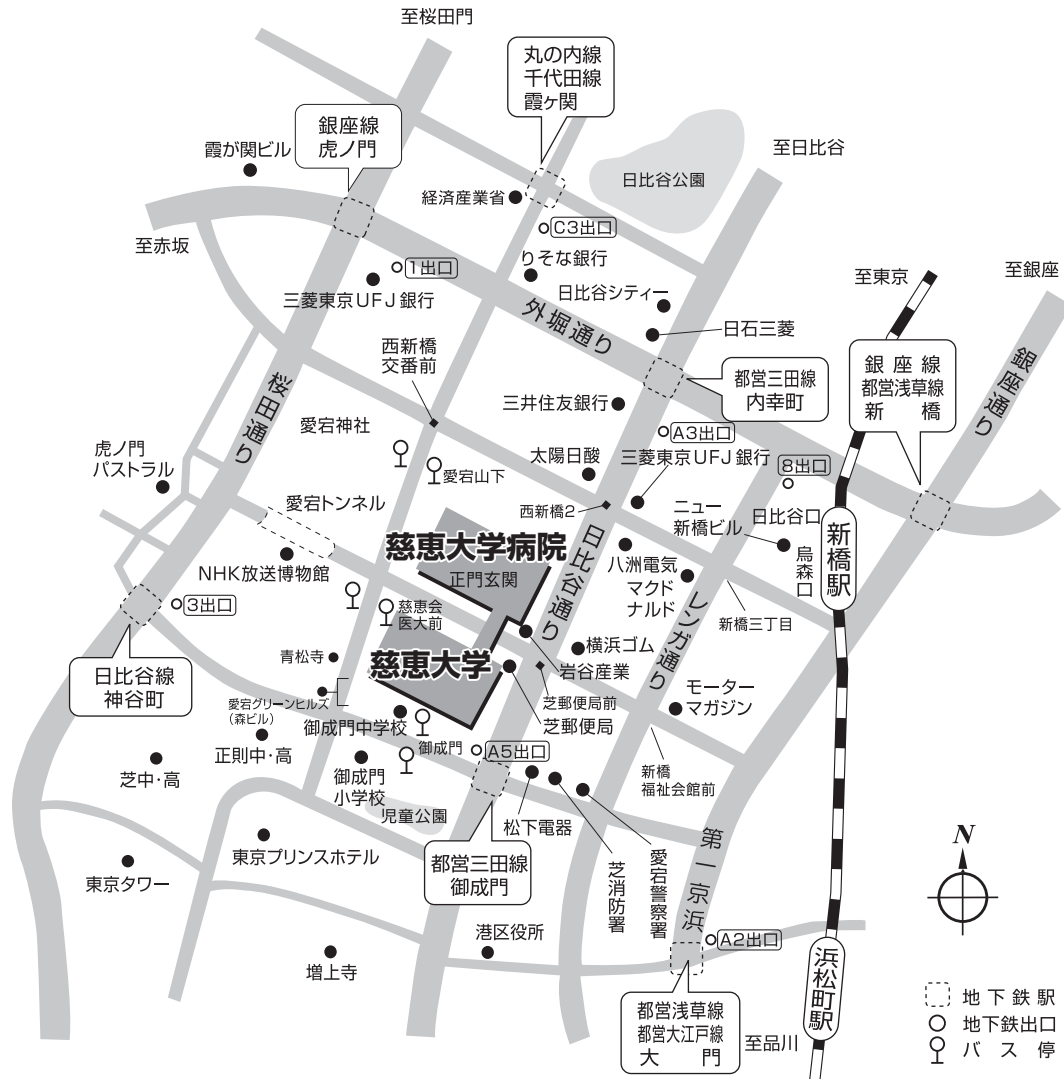 至桜田門
丸の内線
千代田線
霞ヶ関
銀座線
虎ノ門
霞が関ビル
至日比谷
日比谷公園
経済産業省
C3出口
至赤坂
1出口
りそな銀行
至東京
至銀座
三菱東京UFJ銀行
日比谷シティー
外堀通り
日石三菱
西新橋
交番前
銀座線
都営浅草線
新橋
銀座通り
都営三田線
内幸町
桜田通り
三井住友銀行
愛宕神社
A3出口
虎ノ門
パストラル
愛宕山下
太陽日酸
三菱東京UFJ銀行
8出口
愛宕トンネル
西新橋2
ニュー
新橋ビル
日比谷口
新橋駅
慈恵大学病院
正門玄関
日比谷通り
烏森口
NHK放送博物館
八洲電気
マクド
ナルド
レンガ通り
3出口
慈恵会
医大前
新橋三丁目
横浜ゴム
青松寺
慈恵大学
岩谷産業
日比谷線
神谷町
モーター
マガジン
愛宕グリーンヒルズ
(森ビル)
芝郵便局前
御成門中学校
芝郵便局
正則中・高
御成門
A5出口
芝中・高
御成門
小学校
新橋
福祉会館前
児童公園
松下電器
第一京浜
東京プリンスホテル
都営三田線
御成門
芝消防署
愛宕警察署
N
東京タワー
港区役所
A2出口
増上寺
浜松町駅
都営浅草線
都営大江戸線
大門
至品川
地下鉄駅
地下鉄出口
バス停